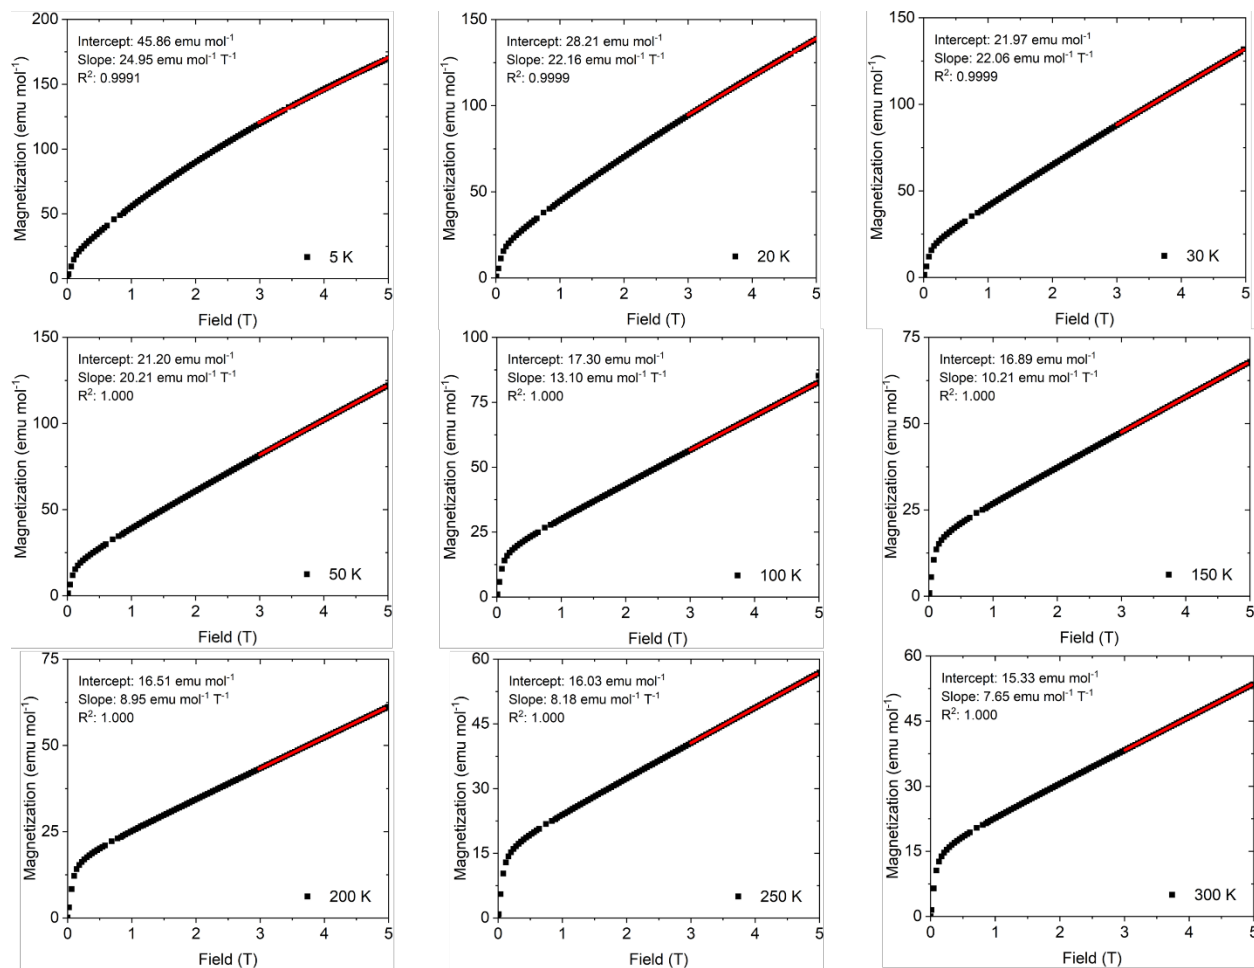 200
150
100
50
0
Magnetization (emu mol⁻¹)
Intercept: 45.86 emu mol⁻¹
Slope: 24.95 emu mol⁻¹ T⁻¹
R²: 0.9991
5 K
0 1 2 3 4 5
Field (T)
150
100
50
0
Magnetization (emu mol⁻¹)
Intercept: 28.21 emu mol⁻¹
Slope: 22.16 emu mol⁻¹ T⁻¹
R²: 0.9999
20 K
0 1 2 3 4 5
Field (T)
150
100
50
0
Magnetization (emu mol⁻¹)
Intercept: 21.97 emu mol⁻¹
Slope: 22.06 emu mol⁻¹ T⁻¹
R²: 0.9999
30 K
0 1 2 3 4 5
Field (T)
150
100
50
0
Magnetization (emu mol⁻¹)
Intercept: 21.20 emu mol⁻¹
Slope: 20.21 emu mol⁻¹ T⁻¹
R²: 1.000
50 K
0 1 2 3 4 5
Field (T)
100
75
50
25
0
Magnetization (emu mol⁻¹)
Intercept: 17.30 emu mol⁻¹
Slope: 13.10 emu mol⁻¹ T⁻¹
R²: 1.000
100 K
0 1 2 3 4 5
Field (T)
75
50
25
0
Magnetization (emu mol⁻¹)
Intercept: 16.89 emu mol⁻¹
Slope: 10.21 emu mol⁻¹ T⁻¹
R²: 1.000
150 K
0 1 2 3 4 5
Field (T)
75
50
25
0
Magnetization (emu mol⁻¹)
Intercept: 16.51 emu mol⁻¹
Slope: 8.95 emu mol⁻¹ T⁻¹
R²: 1.000
200 K
0 1 2 3 4 5
Field (T)
60
45
30
15
0
Magnetization (emu mol⁻¹)
Intercept: 16.03 emu mol⁻¹
Slope: 8.18 emu mol⁻¹ T⁻¹
R²: 1.000
250 K
0 1 2 3 4 5
Field (T)
60
45
30
15
0
Magnetization (emu mol⁻¹)
Intercept: 15.33 emu mol⁻¹
Slope: 7.65 emu mol⁻¹ T⁻¹
R²: 1.000
300 K
0 1 2 3 4 5
Field (T)